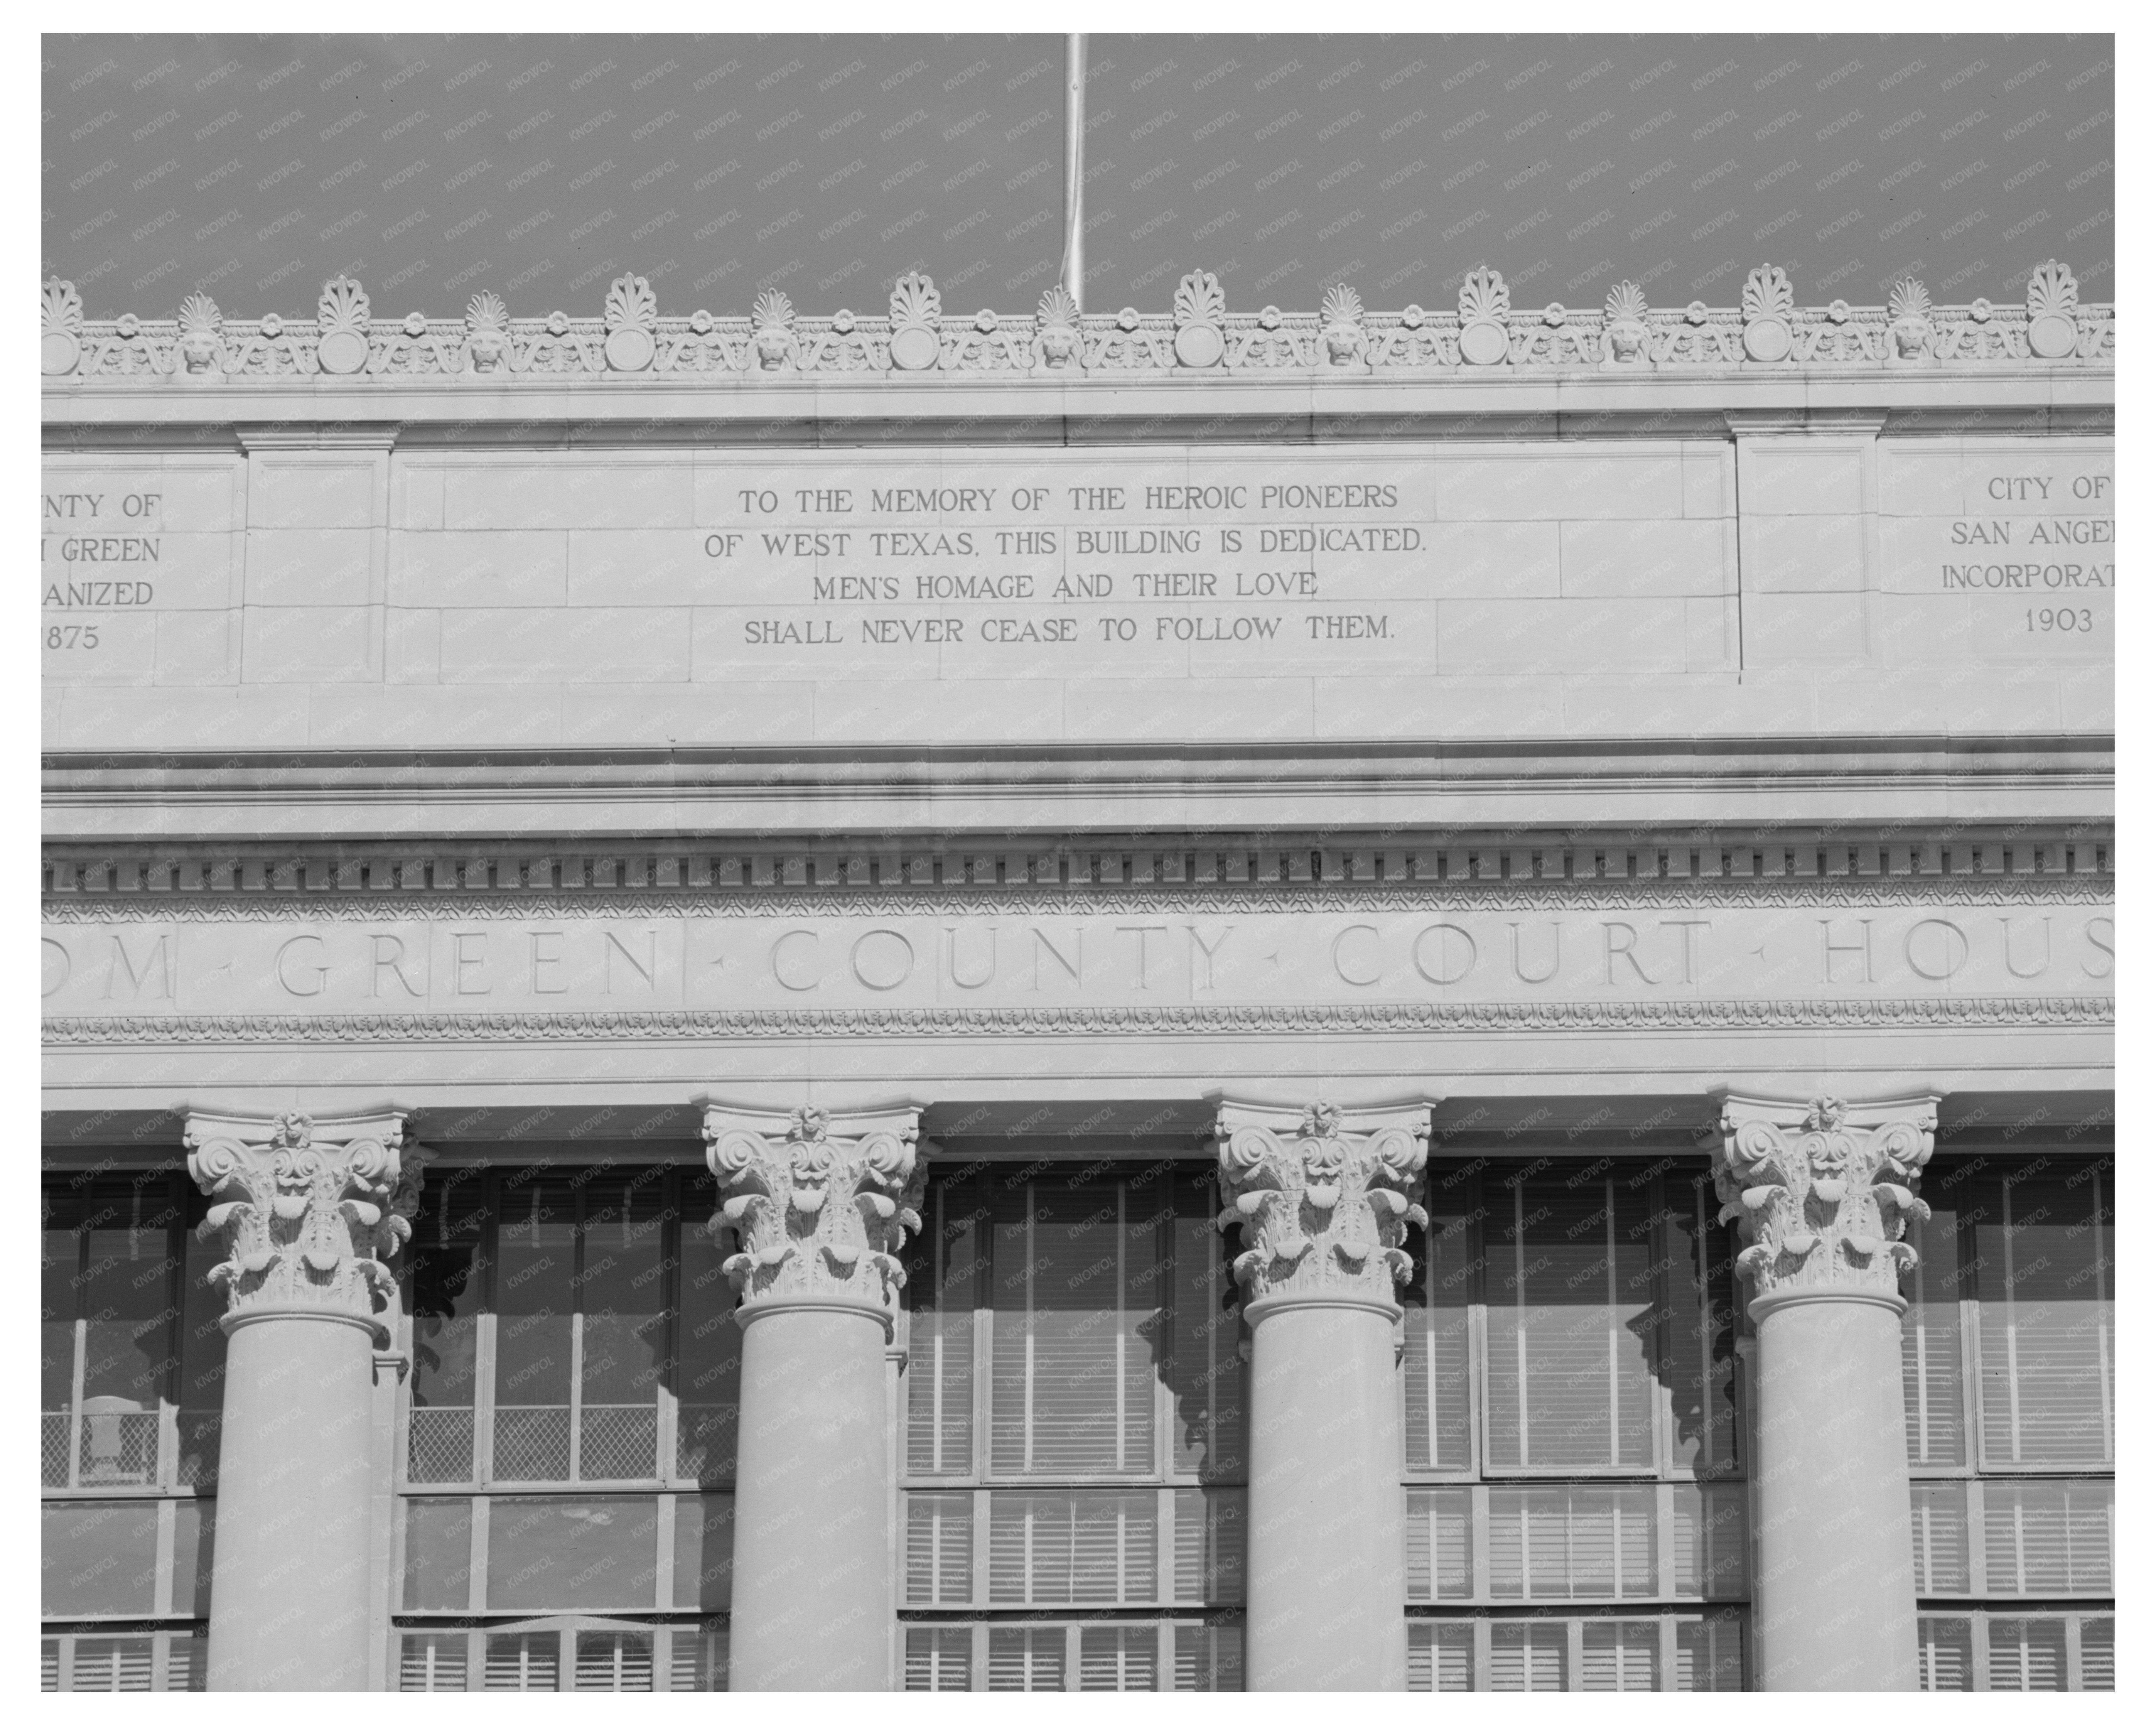 NTY OF
GREEN
ANIZED
1875
TO THE MEMORY OF THE HEROIC PIONEERS
OF WEST TEXAS, THIS BUILDING IS DEDICATED.
MEN'S HOMAGE AND THEIR LOVE
SHALL NEVER CEASE TO FOLLOW THEM.
CITY OF
SAN ANGE
INCORPORAT
1903
OM · GREEN · COUNTY · COURT · HOUS
KNOWOL